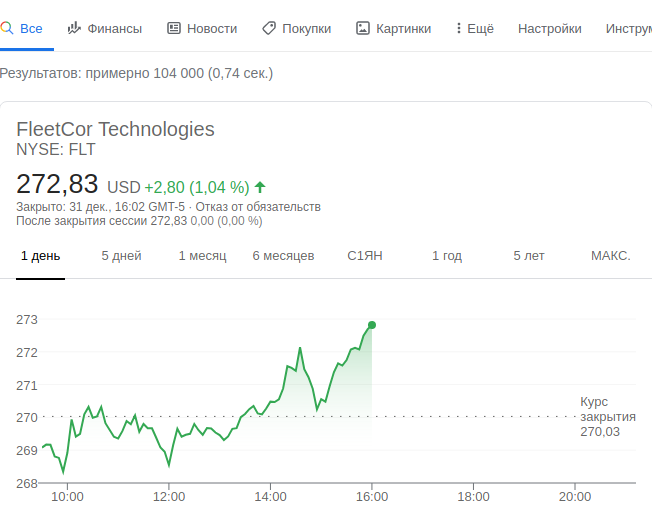 Все Финансы Новости Покупки Картинки Ещё Настройки Инструм
Результатов: примерно 104 000 (0,74 сек.)
FleetCor Technologies
NYSE: FLT
272,83 USD +2,80 (1,04 %)
Закрыто: 31 дек., 16:02 GMT-5 · Отказ от обязательств
После закрытия сессии 272,83 0,00 (0,00 %)
1 день 5 дней 1 месяц 6 месяцев С1ЯН 1 год 5 лет МАКС.
273
272
271
270
269
268
Курс
закрытия
270,03
10:00 12:00 14:00 16:00 18:00 20:00